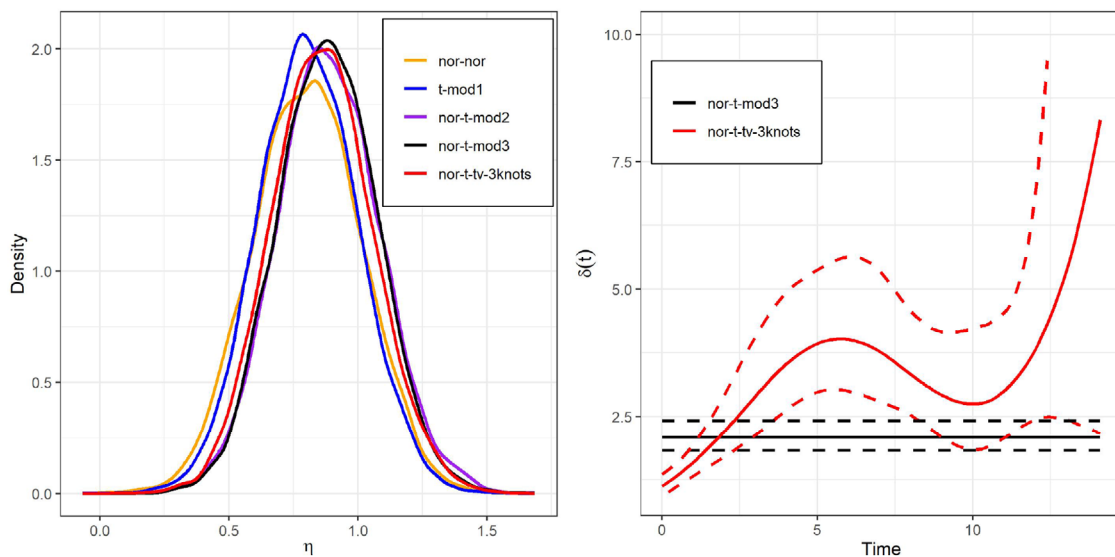 2.0
1.5
1.0
0.5
0.0
Density
0.0
0.5
1.0
1.5
η
nor-nor
t-mod1
nor-t-mod2
nor-t-mod3
nor-t-tv-3knots
10.0
7.5
5.0
2.5
δ(t)
0
5
10
Time
nor-t-mod3
nor-t-tv-3knots